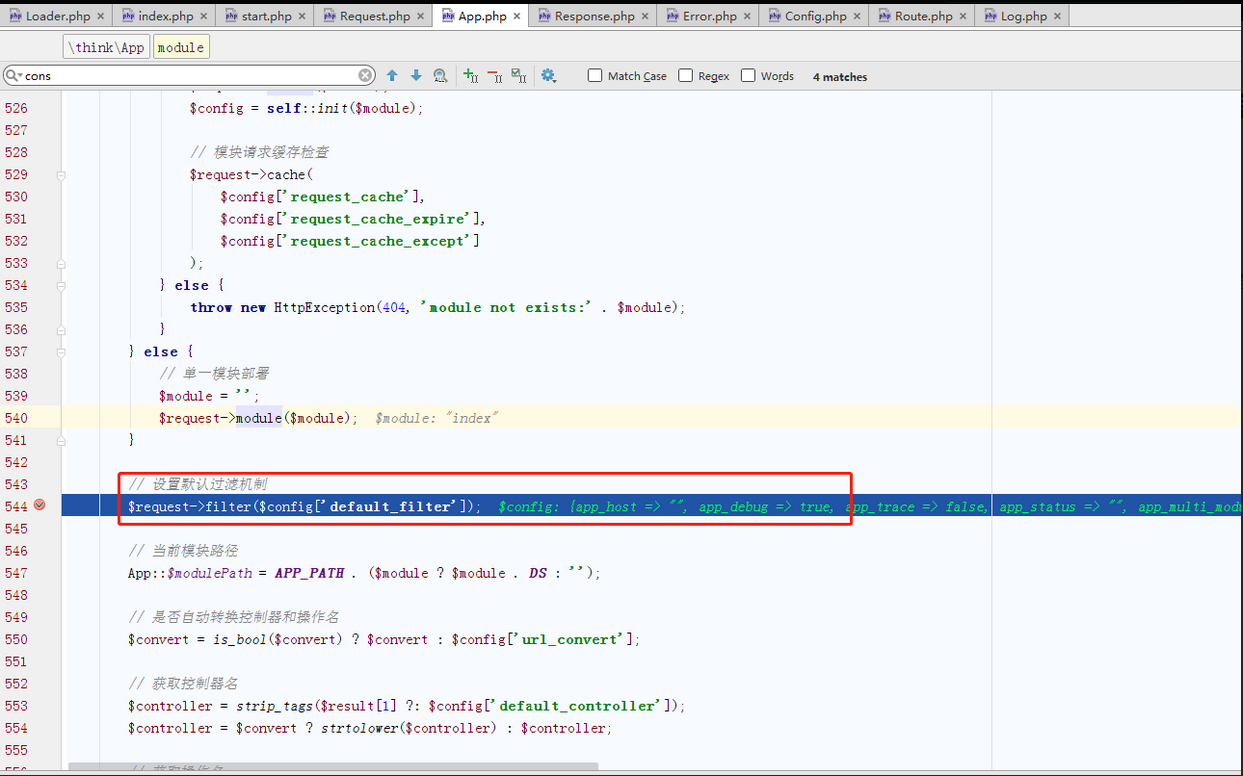 Loader.php × index.php × start.php × Request.php × App.php × Response.php × Error.php × Config.php × Route.php × Log.php ×
\think\App module
cons Match Case Regex Words 4 matches
526 $config = self::init($module);
527
528 // 模块请求缓存检查
529 $request->cache(
530 $config['request_cache'],
531 $config['request_cache_expire'],
532 $config['request_cache_except']
533 );
534 } else {
535 throw new HttpException(404, 'module not exists:' . $module);
536 }
537 } else {
538 // 单一模块部署
539 $module = '';
540 $request->module($module); $module: "index"
541 }
542
543 // 设置默认过滤机制
544 $request->filter($config['default_filter']); $config: {app_host => "", app_debug => true, app_trace => false, app_status => "", app_multi_modu
545
546 // 当前模块路径
547 App::$modulePath = APP_PATH . ($module ? $module . DS : '');
548
549 // 是否自动转换控制器和操作名
550 $convert = is_bool($convert) ? $convert : $config['url_convert'];
551
552 // 获取控制器名
553 $controller = strip_tags($result[1] ?: $config['default_controller']);
554 $controller = $convert ? strtolower($controller) : $controller;
555